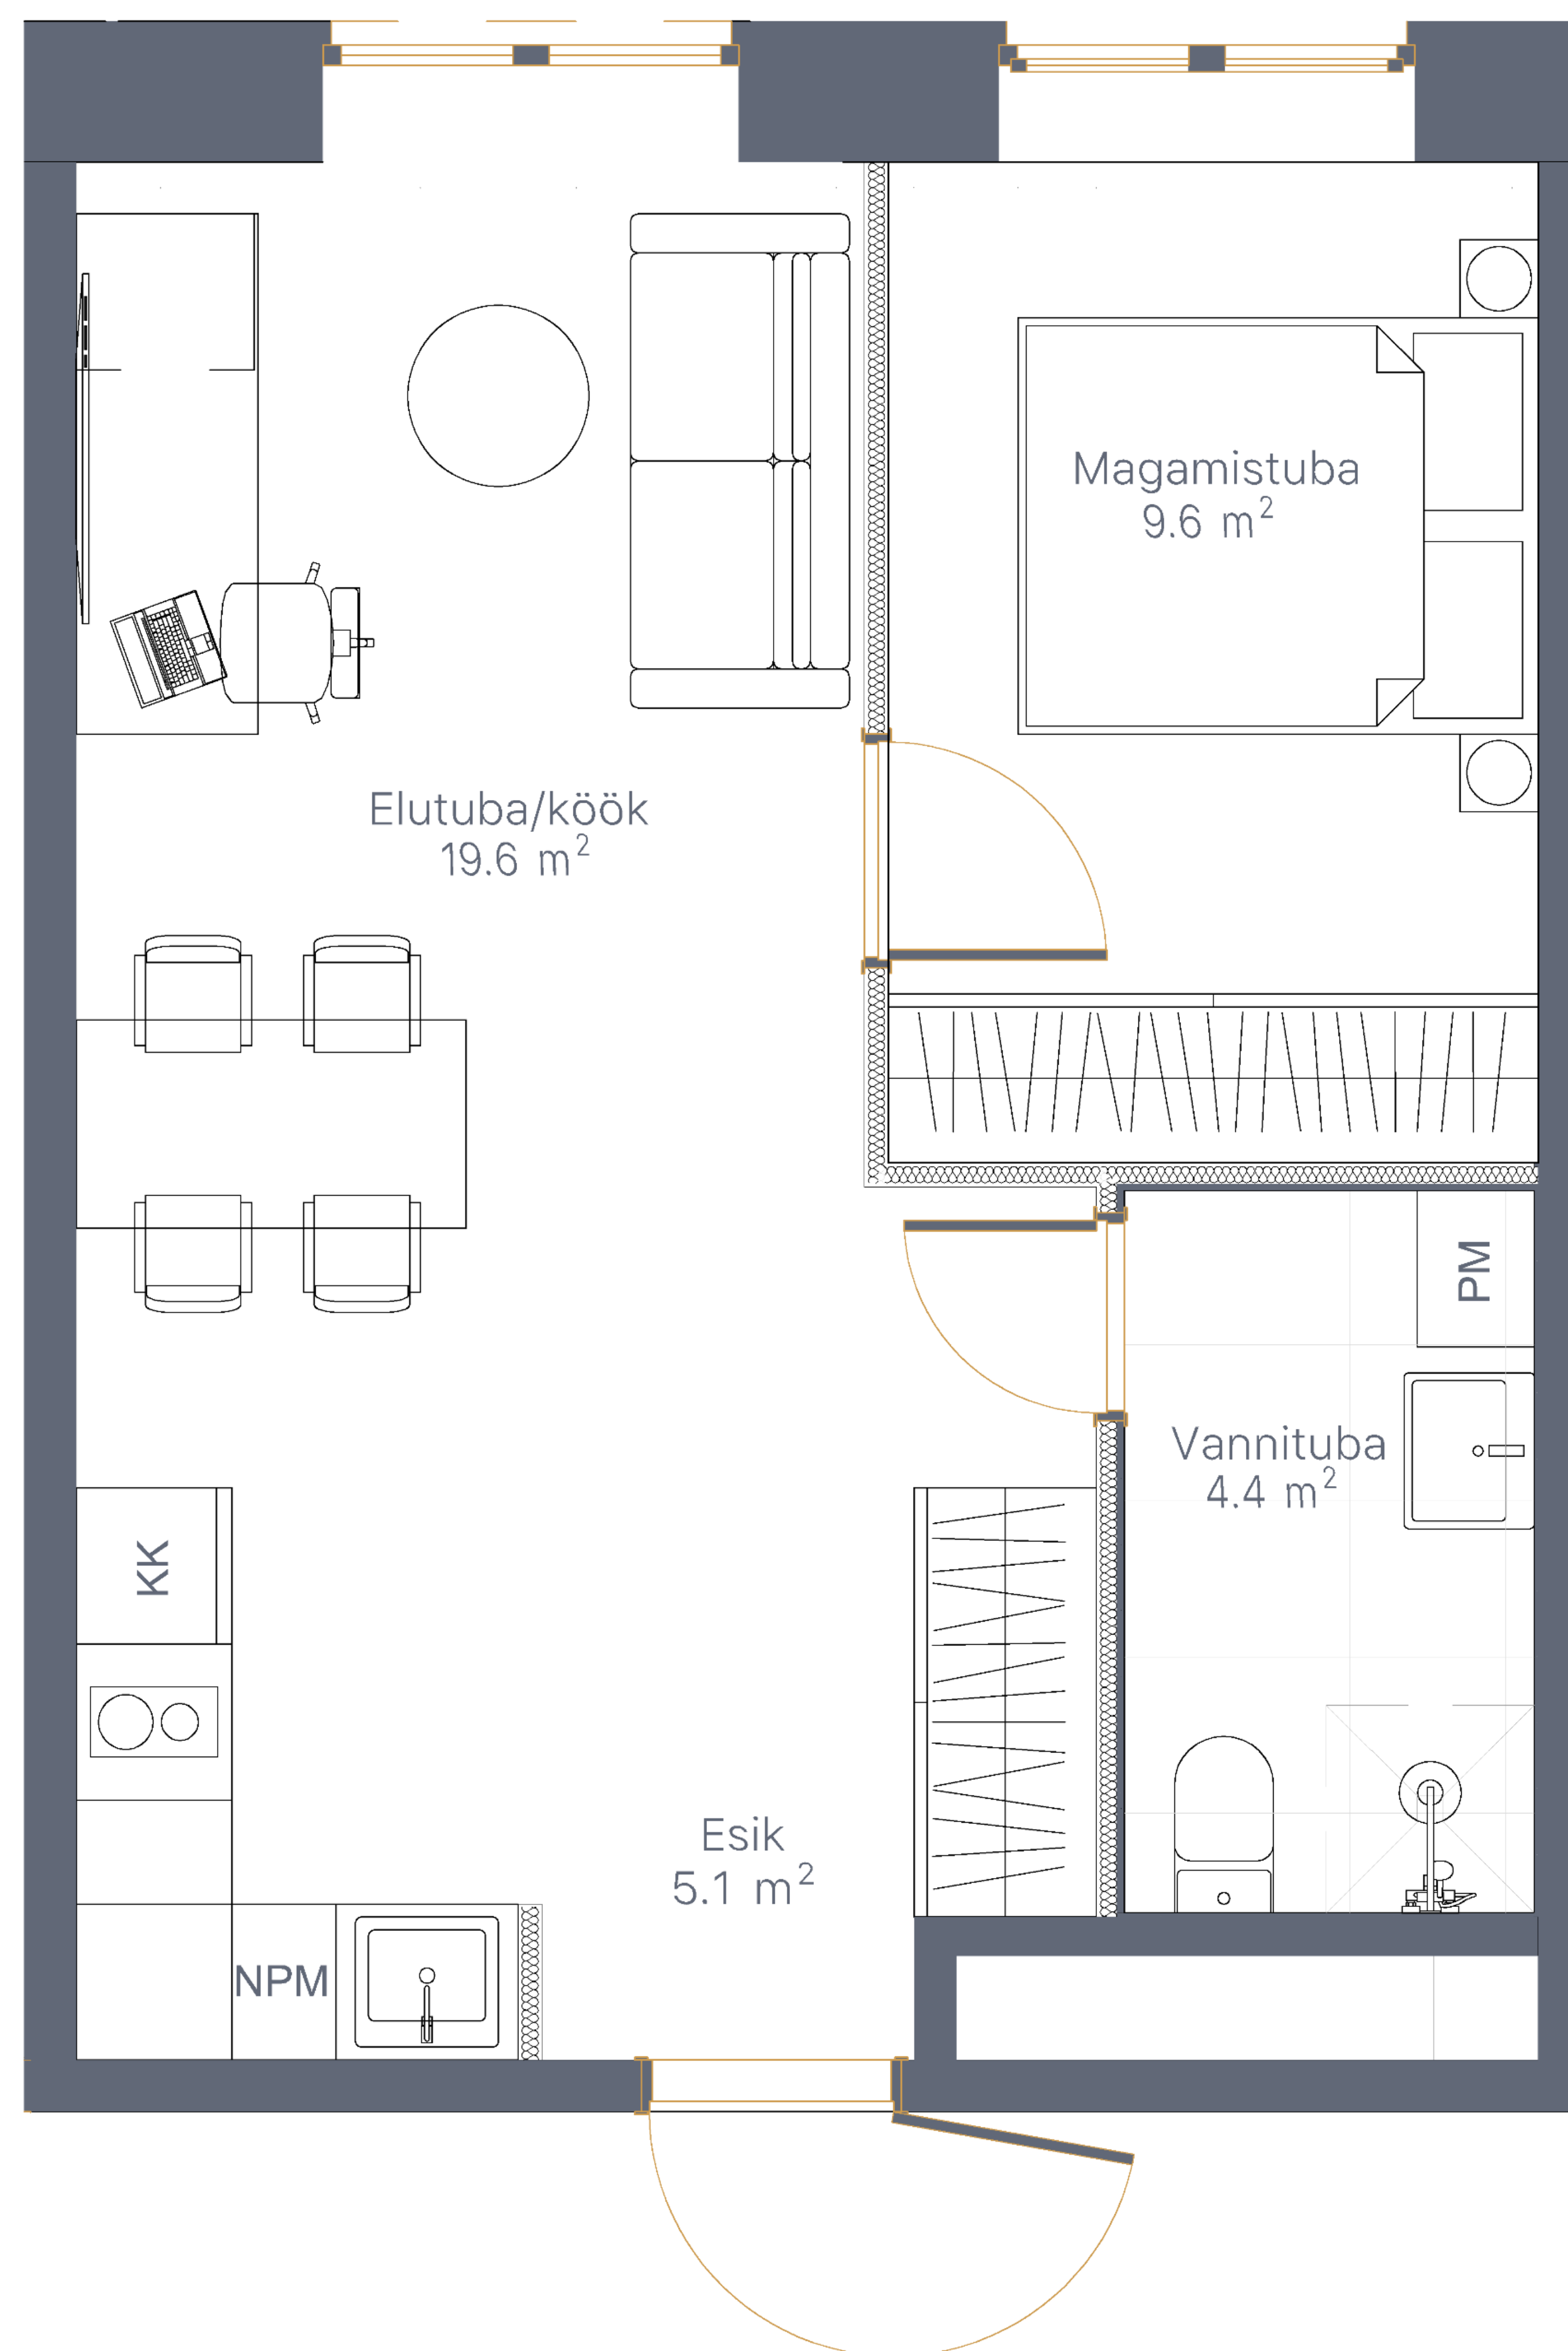 Magamistuba
9.6 m²
Elutuba/köök
19.6 m²
PM
Vannituba
4.4 m²
KK
Esik
5.1 m²
NPM